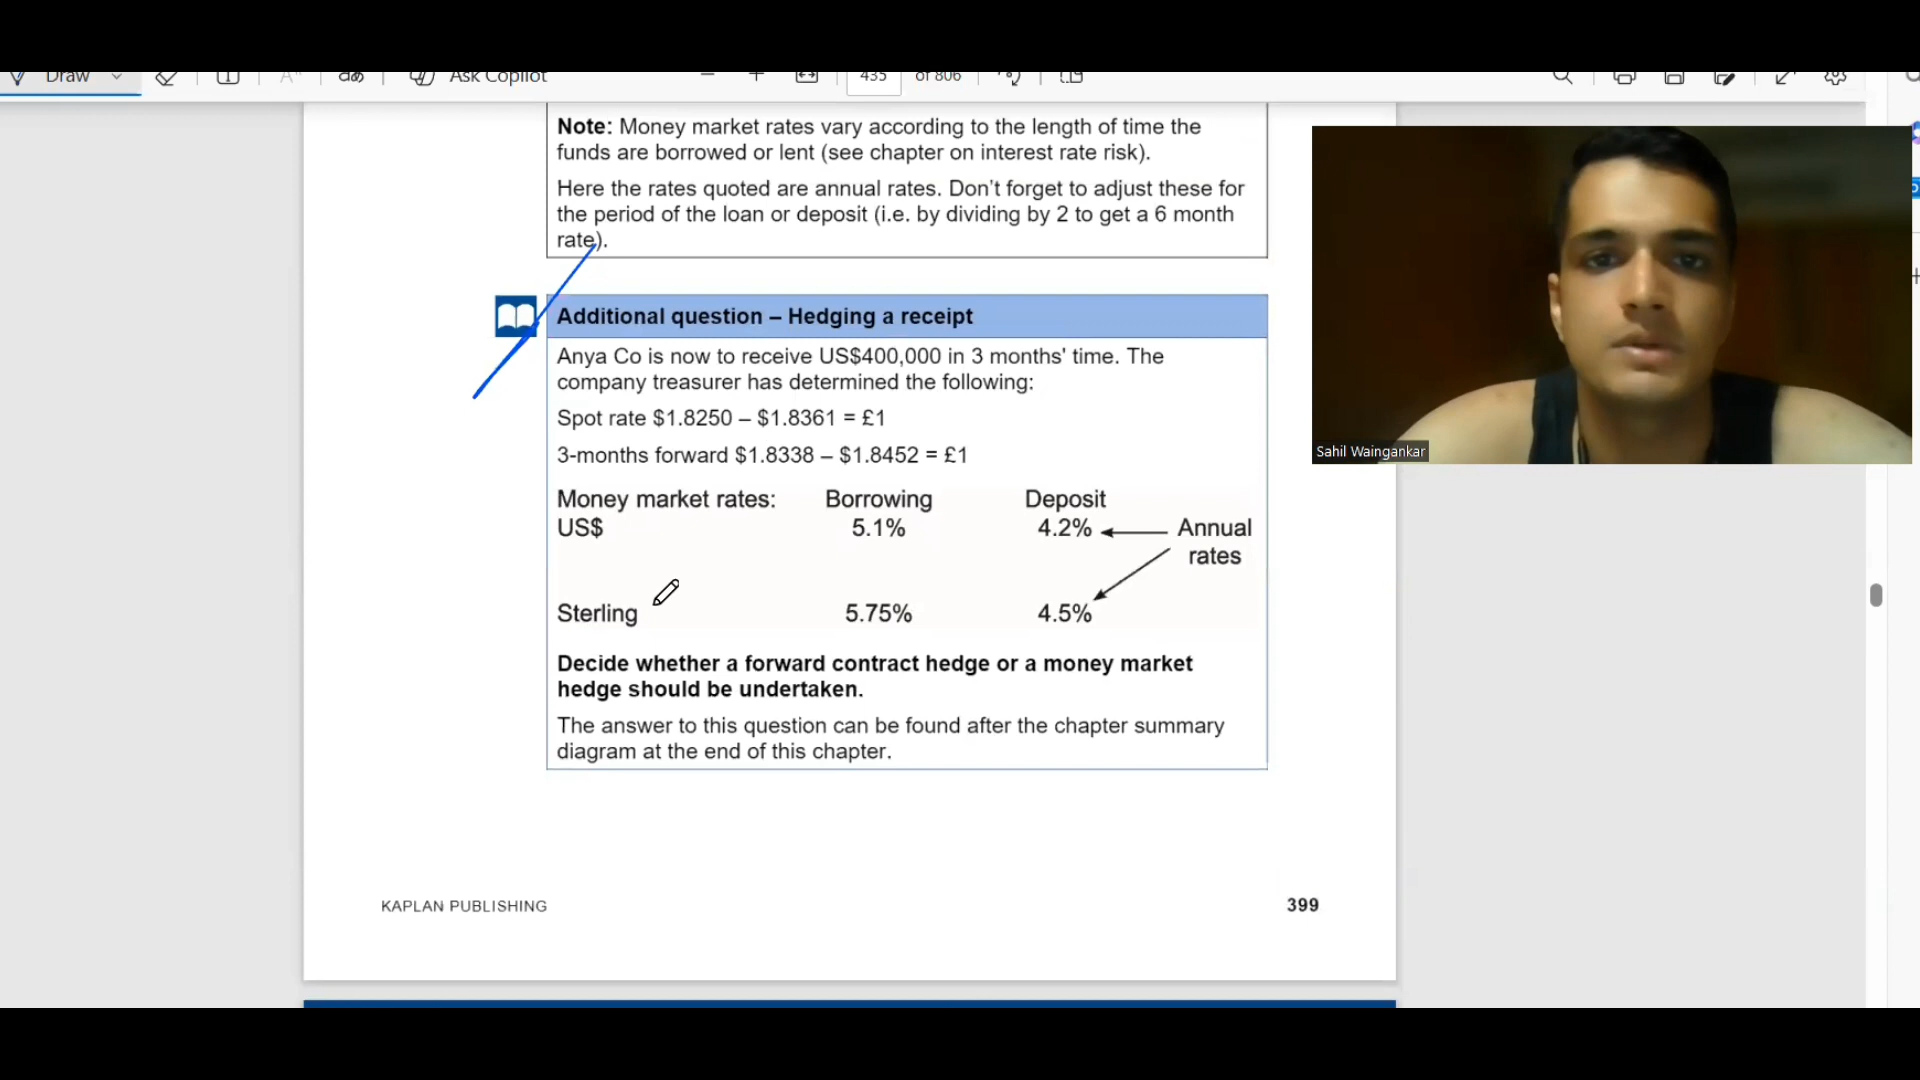 Draw
Ask Copilot
435 of 806
Note: Money market rates vary according to the length of time the
funds are borrowed or lent (see chapter on interest rate risk).
Here the rates quoted are annual rates. Don't forget to adjust these for
the period of the loan or deposit (i.e. by dividing by 2 to get a 6 month
rate).
Additional question – Hedging a receipt
Anya Co is now to receive US$400,000 in 3 months' time. The
company treasurer has determined the following:
Spot rate $1.8250 – $1.8361 = £1
3-months forward $1.8338 – $1.8452 = £1
Money market rates: Borrowing Deposit
US$ 5.1% 4.2% Annual
rates
Sterling 5.75% 4.5%
Decide whether a forward contract hedge or a money market
hedge should be undertaken.
The answer to this question can be found after the chapter summary
diagram at the end of this chapter.
KAPLAN PUBLISHING 399
Sahil Waingankar